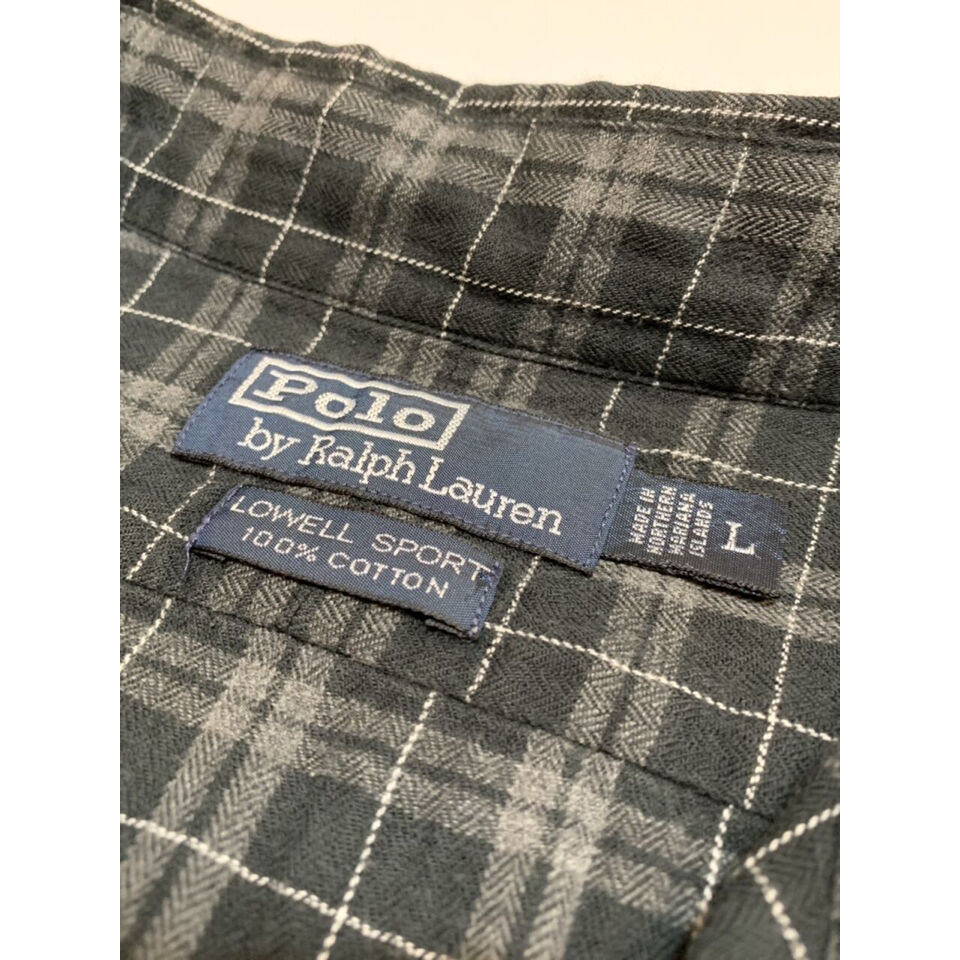 Polo
by Ralph Lauren
LOWELL SPORT
100% COTTON
MADE IN
NORTHERN
MARIANA
ISLANDS
L